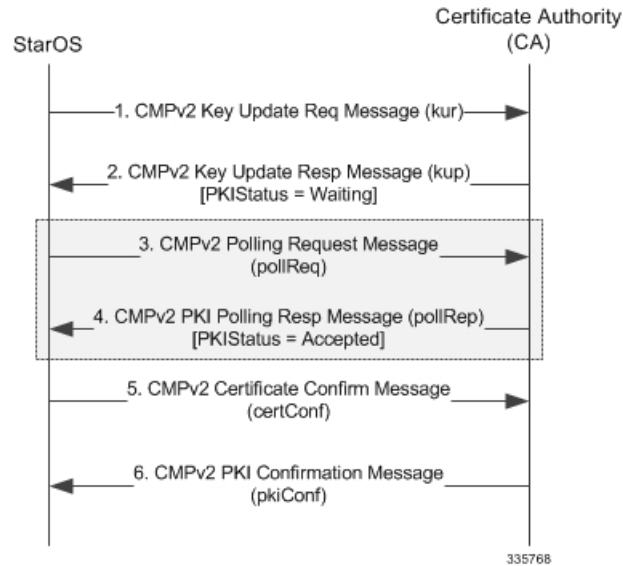 StarOS
Certificate Authority
(CA)
1. CMPv2 Key Update Req Message (kur)
2. CMPv2 Key Update Resp Message (kup)
[PKIStatus = Waiting]
3. CMPv2 Polling Request Message
(pollReq)
4. CMPv2 PKI Polling Resp Message (pollRep)
[PKIStatus = Accepted]
5. CMPv2 Certificate Confirm Message
(certConf)
6. CMPv2 PKI Confirmation Message
(pkiConf)
335768